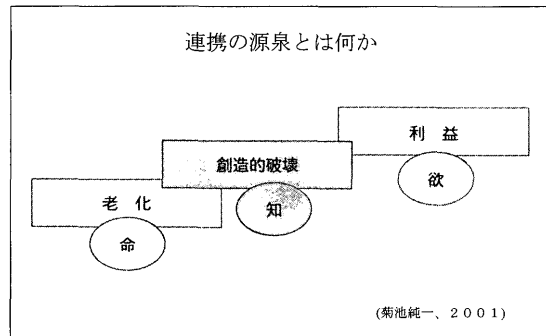 連携の源泉とは何か
利 益
創造的破壊
欲
老 化
知
命
(菊池純一、２００１)